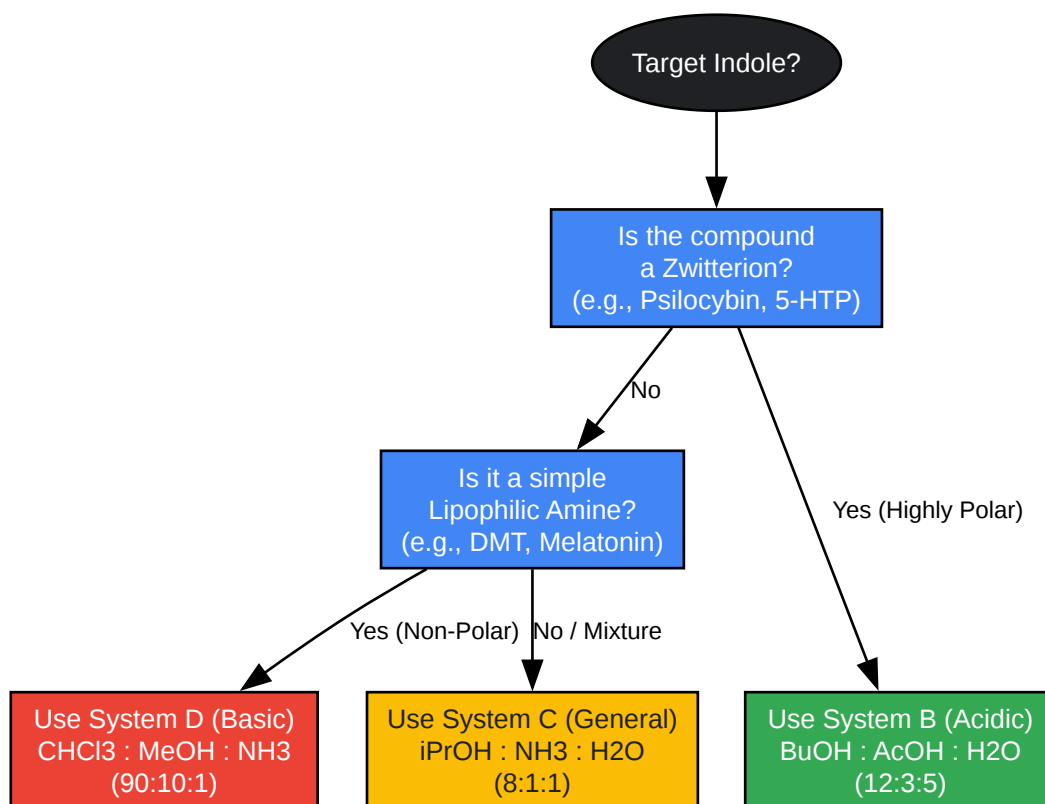 Target Indole?
Is the compound
a Zwitterion?
(e.g., Psilocybin, 5-HTP)
No
Yes (Highly Polar)
Is it a simple
Lipophilic Amine?
(e.g., DMT, Melatonin)
Yes (Non-Polar)
No / Mixture
Use System D (Basic)
CHCl3 : MeOH : NH3
(90:10:1)
Use System C (General)
iPrOH : NH3 : H2O
(8:1:1)
Use System B (Acidic)
BuOH : AcOH : H2O
(12:3:5)